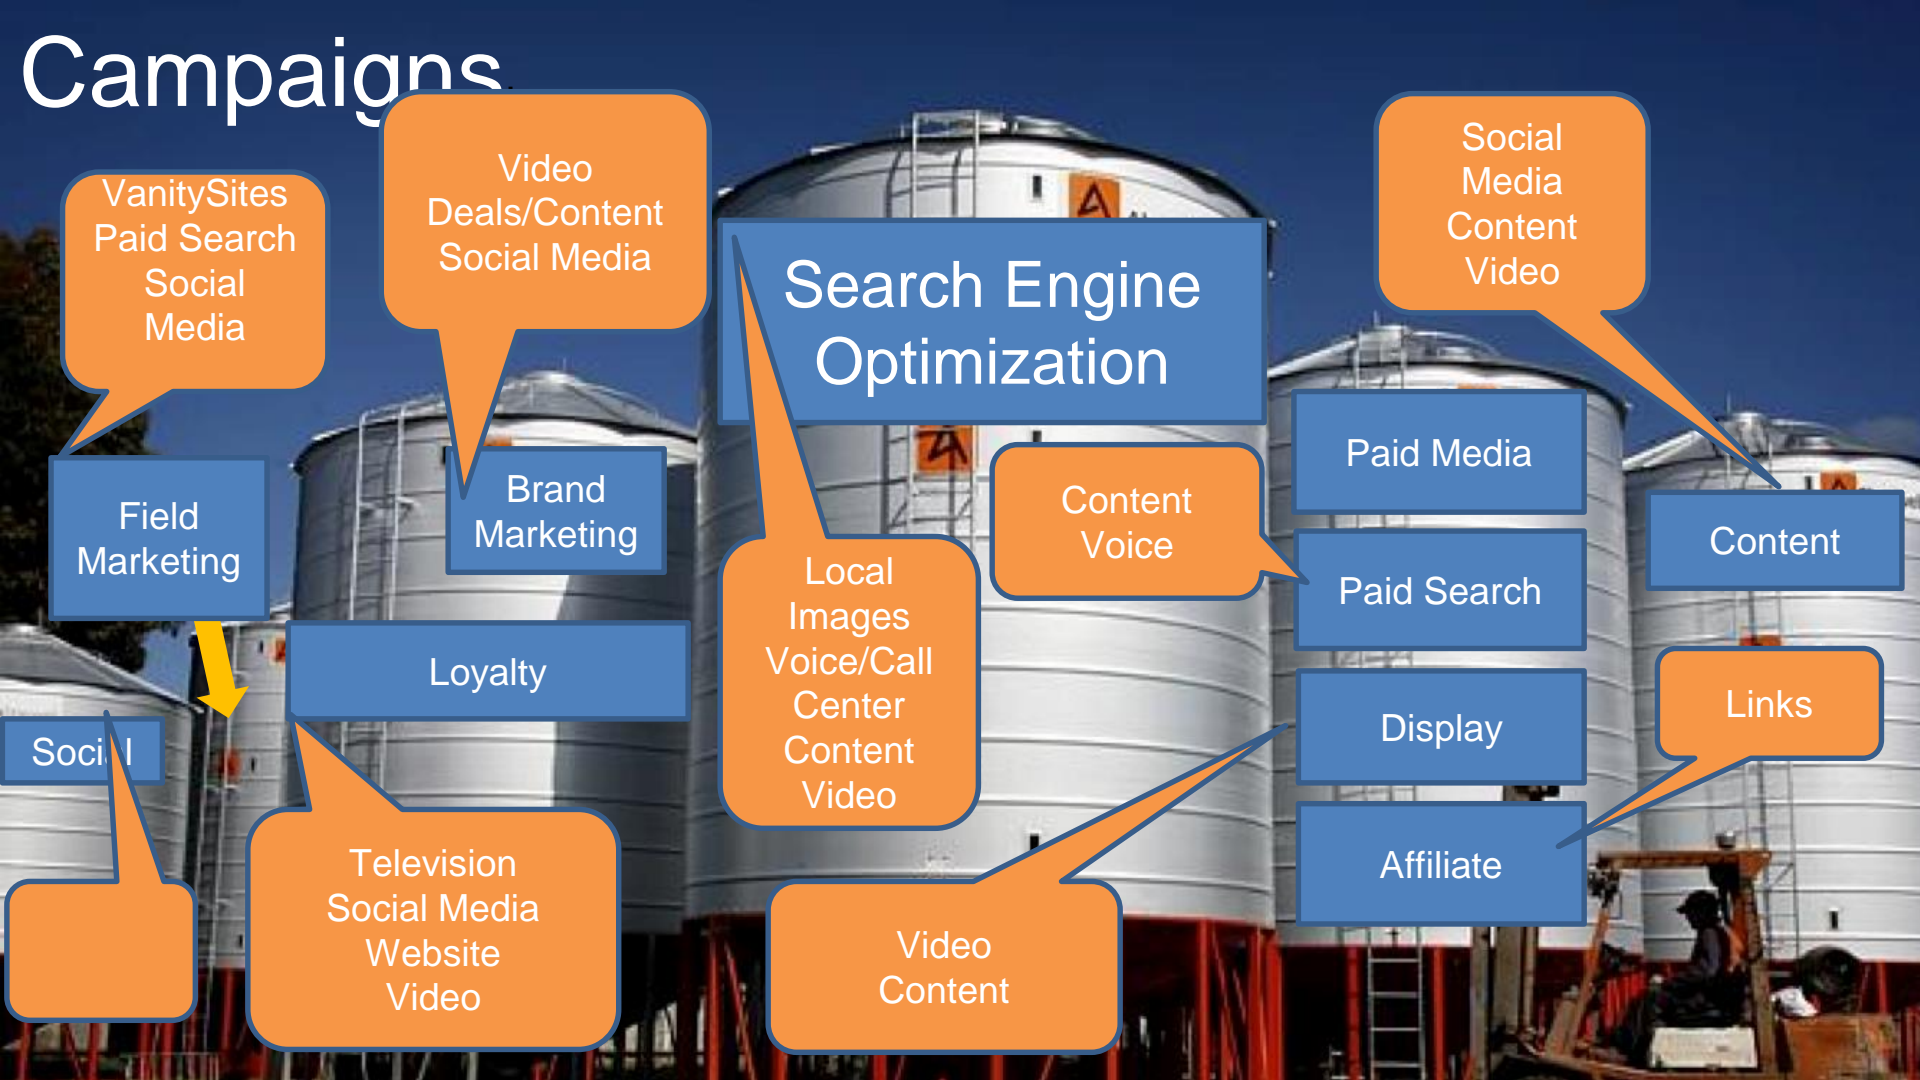 Campaigns
VanitySites
Paid Search
Social
Media
Video
Deals/Content
Social Media
Social
Media
Content
Video
Search Engine
Optimization
Field
Marketing
Brand
Marketing
Content
Voice
Paid Media
Paid Search
Content
Loyalty
Social
Local
Images
Voice/Call
Center
Content
Video
Display
Links
Affiliate
Television
Social Media
Website
Video
Video
Content